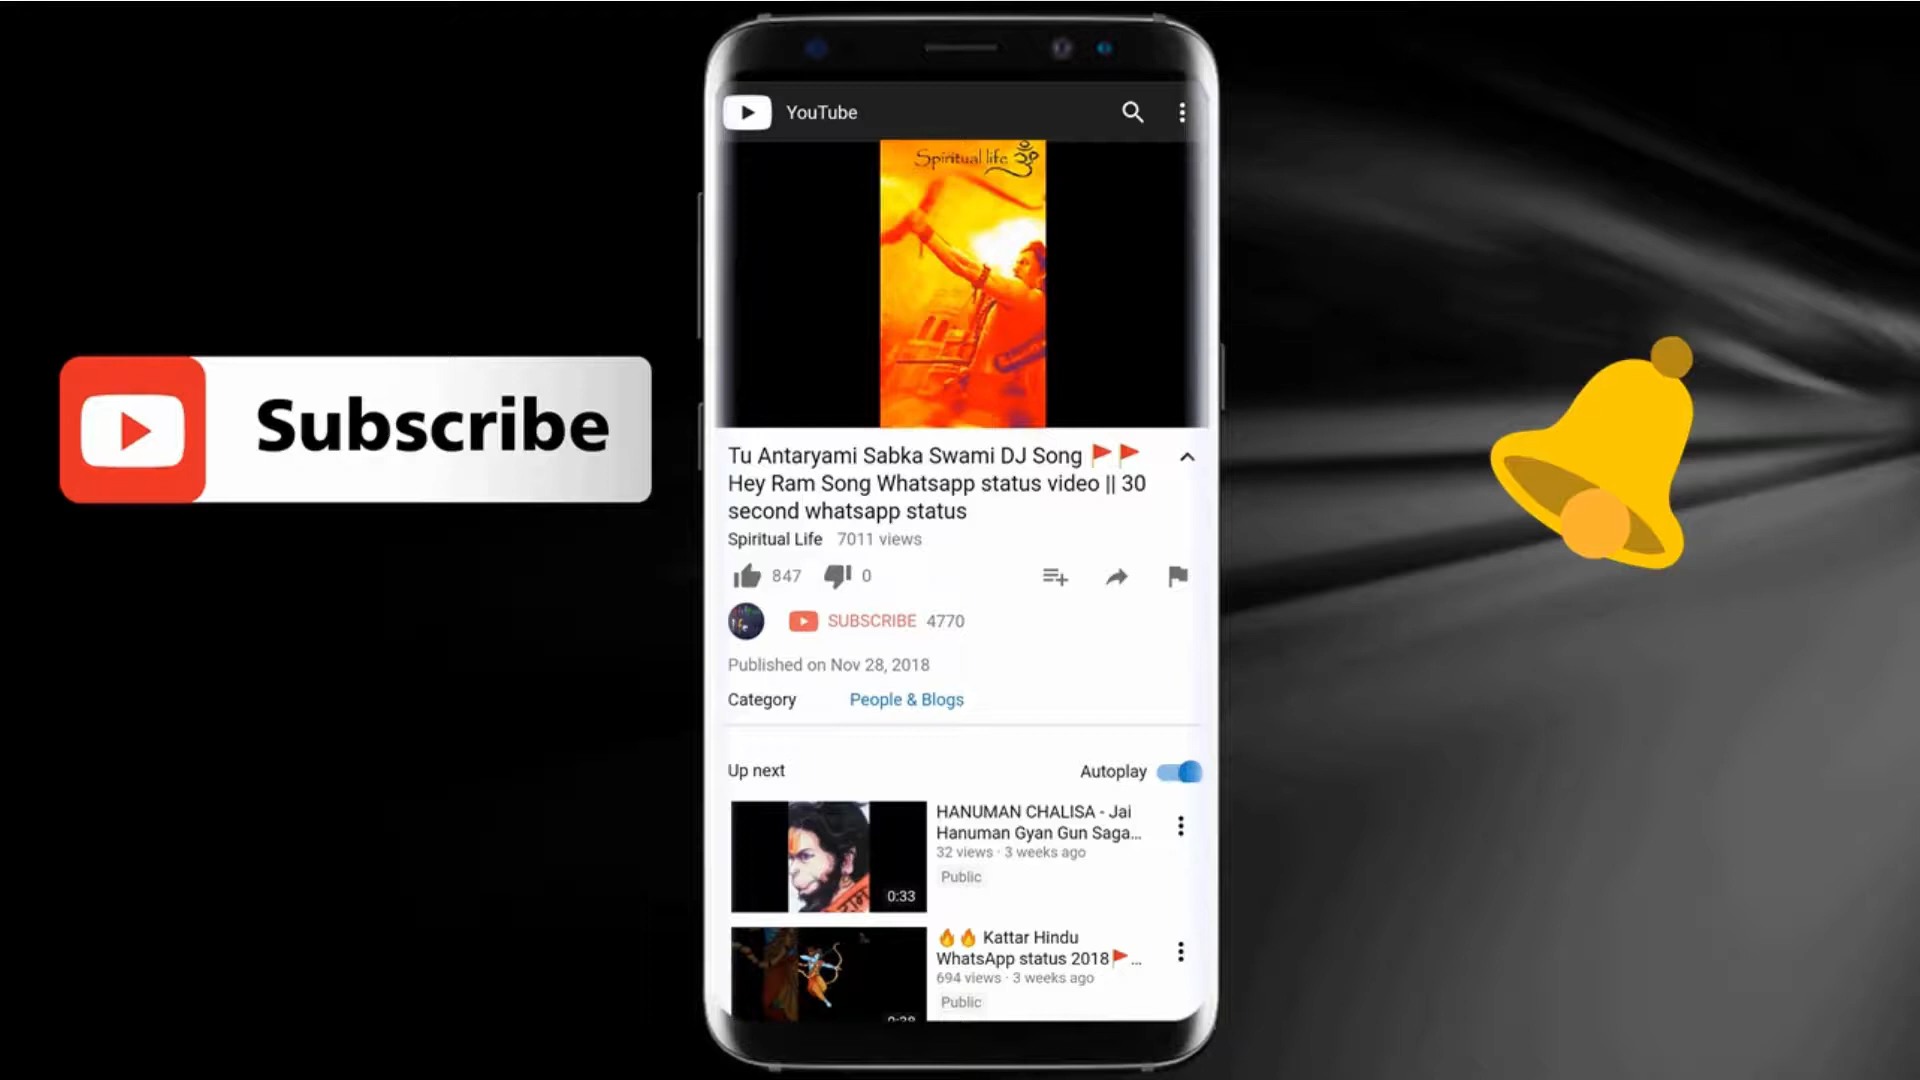 YouTube
Spiritual life ॐ
Subscribe
Tu Antaryami Sabka Swami DJ Song 🚩🚩
Hey Ram Song Whatsapp status video || 30
second whatsapp status
Spiritual Life 7011 views
847 0
life
SUBSCRIBE 4770
Published on Nov 28, 2018
Category People & Blogs
Up next Autoplay
HANUMAN CHALISA - Jai
Hanuman Gyan Gun Saga...
32 views · 3 weeks ago
Public
0:33
🔥🔥 Kattar Hindu
WhatsApp status 2018🚩...
694 views · 3 weeks ago
Public
0:38